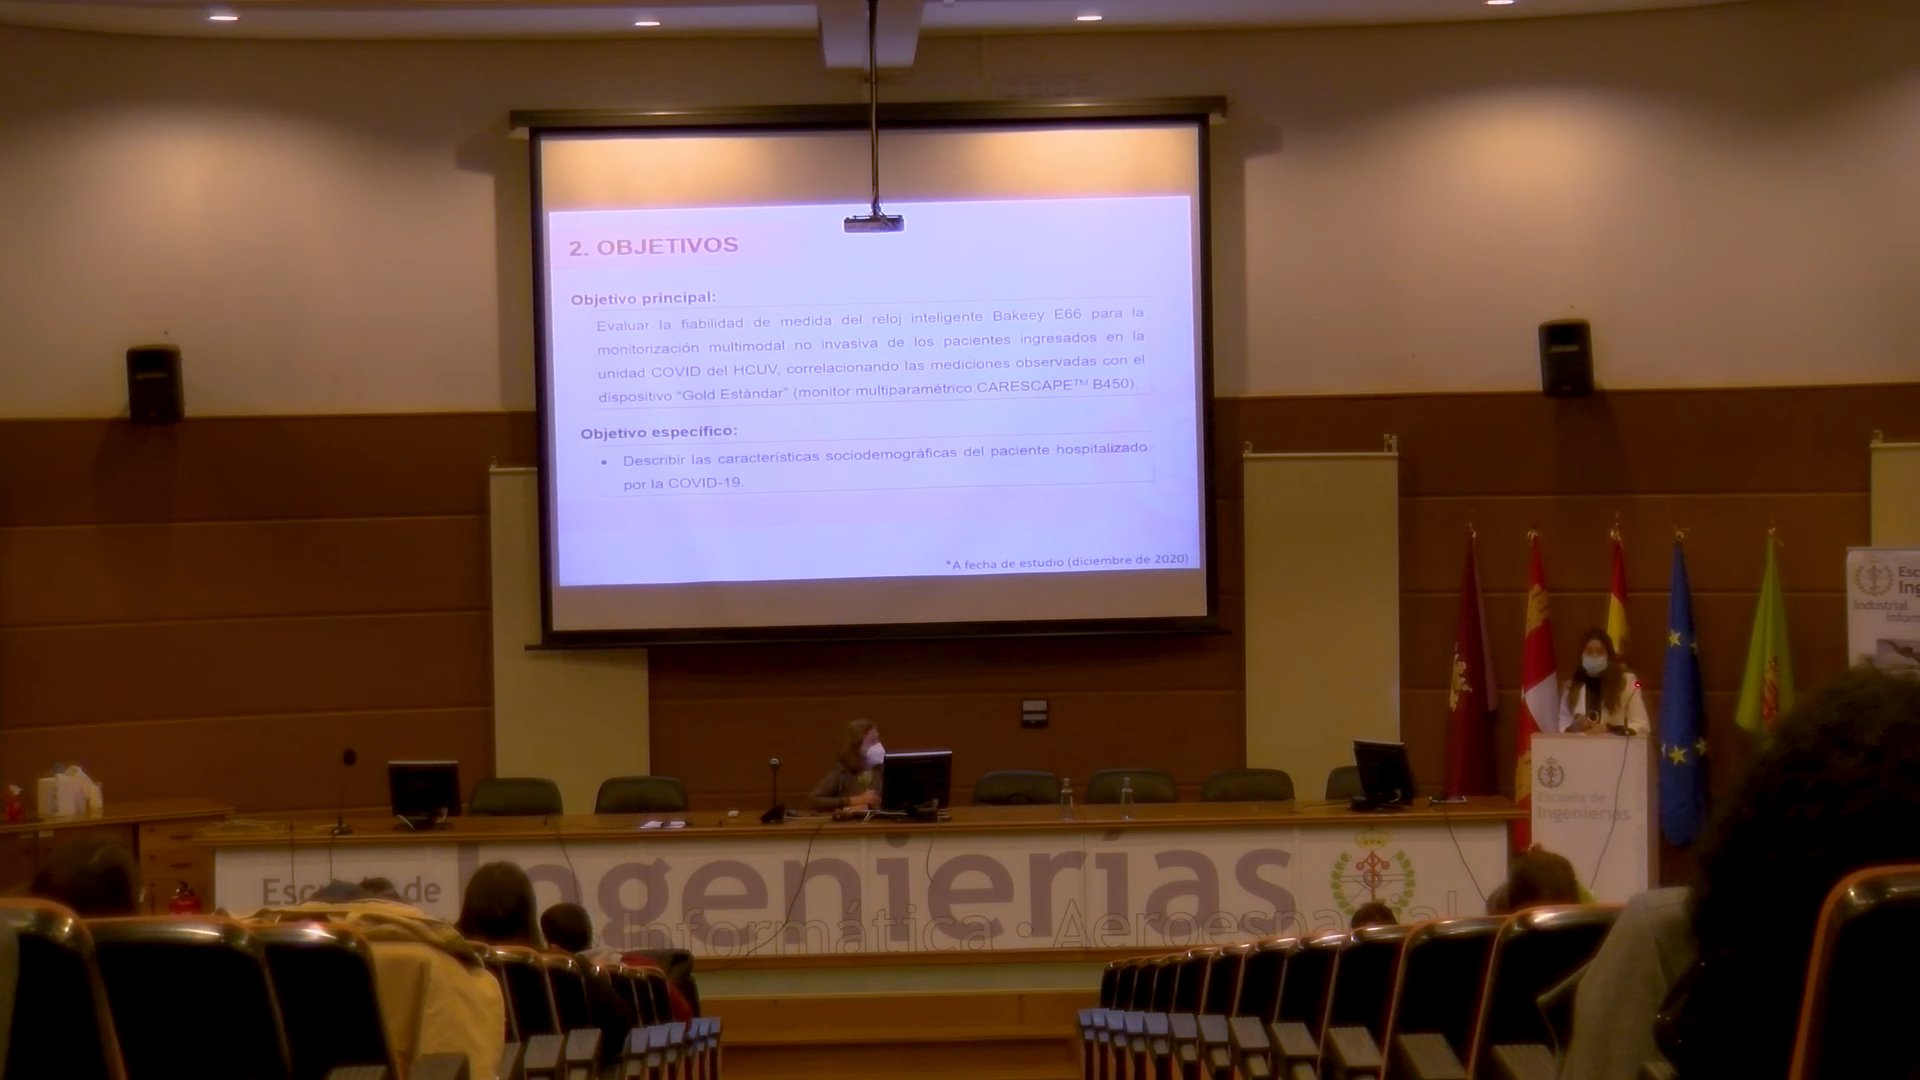 2. OBJETIVOS
Objetivo principal:
Evaluar la fiabilidad de medida del reloj inteligente Bakeey E66 para la
monitorización multimodal no invasiva de los pacientes ingresados en la
unidad COVID del HCUV, correlacionando las mediciones observadas con el
dispositivo “Gold Estándar” (monitor multiparamétrico CARESCAPE™ B450).
Objetivo específico:
• Describir las características sociodemográficas del paciente hospitalizado
por la COVID-19.
*A fecha de estudio (diciembre de 2020)
Industrial
Escuela de
Ingenierías
de
Ingenierías
Informática · Aeroespacial